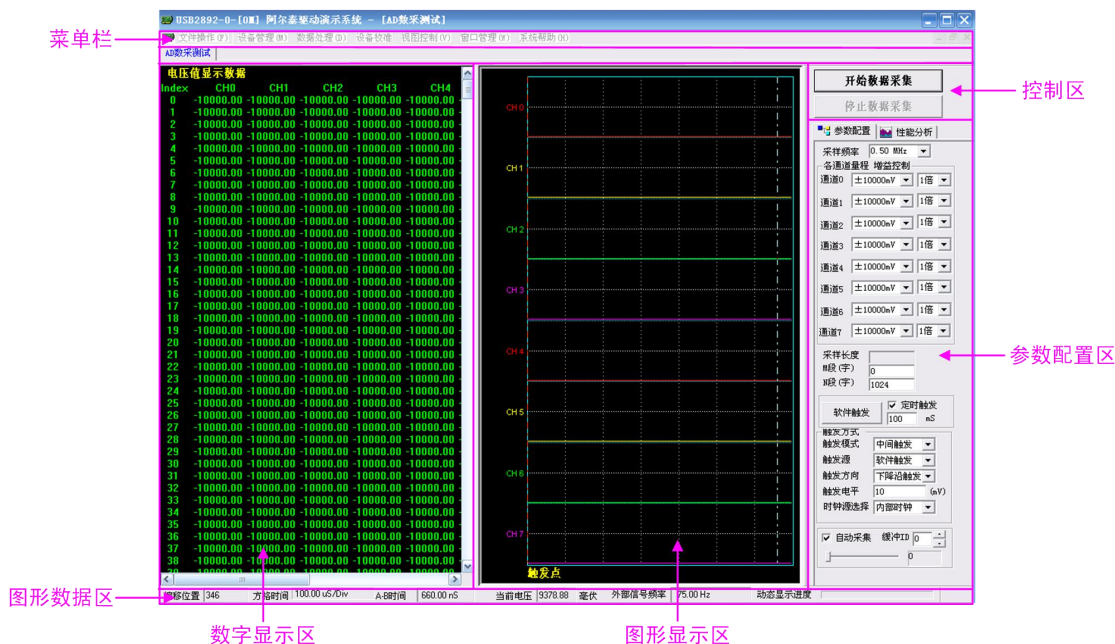 USB2892-0-[0M] 阿尔泰驱动演示系统 - [AD数采测试]
菜单栏
文件操作(F) 设备管理(M) 数据处理(D) 设备校准 视图控制(V) 窗口管理(W) 系统帮助(H)
AD数采测试
电压值显示数据
Index CH0 CH1 CH2 CH3 CH4
0 -10000.00 -10000.00 -10000.00 -10000.00 -10000.00 -
1 -10000.00 -10000.00 -10000.00 -10000.00 -10000.00 -
2 -10000.00 -10000.00 -10000.00 -10000.00 -10000.00 -
3 -10000.00 -10000.00 -10000.00 -10000.00 -10000.00 -
4 -10000.00 -10000.00 -10000.00 -10000.00 -10000.00 -
5 -10000.00 -10000.00 -10000.00 -10000.00 -10000.00 -
6 -10000.00 -10000.00 -10000.00 -10000.00 -10000.00 -
7 -10000.00 -10000.00 -10000.00 -10000.00 -10000.00 -
8 -10000.00 -10000.00 -10000.00 -10000.00 -10000.00 -
9 -10000.00 -10000.00 -10000.00 -10000.00 -10000.00 -
10 -10000.00 -10000.00 -10000.00 -10000.00 -10000.00 -
11 -10000.00 -10000.00 -10000.00 -10000.00 -10000.00 -
12 -10000.00 -10000.00 -10000.00 -10000.00 -10000.00 -
13 -10000.00 -10000.00 -10000.00 -10000.00 -10000.00 -
14 -10000.00 -10000.00 -10000.00 -10000.00 -10000.00 -
15 -10000.00 -10000.00 -10000.00 -10000.00 -10000.00 -
16 -10000.00 -10000.00 -10000.00 -10000.00 -10000.00 -
17 -10000.00 -10000.00 -10000.00 -10000.00 -10000.00 -
18 -10000.00 -10000.00 -10000.00 -10000.00 -10000.00 -
19 -10000.00 -10000.00 -10000.00 -10000.00 -10000.00 -
20 -10000.00 -10000.00 -10000.00 -10000.00 -10000.00 -
21 -10000.00 -10000.00 -10000.00 -10000.00 -10000.00 -
22 -10000.00 -10000.00 -10000.00 -10000.00 -10000.00 -
23 -10000.00 -10000.00 -10000.00 -10000.00 -10000.00 -
24 -10000.00 -10000.00 -10000.00 -10000.00 -10000.00 -
25 -10000.00 -10000.00 -10000.00 -10000.00 -10000.00 -
26 -10000.00 -10000.00 -10000.00 -10000.00 -10000.00 -
27 -10000.00 -10000.00 -10000.00 -10000.00 -10000.00 -
28 -10000.00 -10000.00 -10000.00 -10000.00 -10000.00 -
29 -10000.00 -10000.00 -10000.00 -10000.00 -10000.00 -
30 -10000.00 -10000.00 -10000.00 -10000.00 -10000.00 -
31 -10000.00 -10000.00 -10000.00 -10000.00 -10000.00 -
32 -10000.00 -10000.00 -10000.00 -10000.00 -10000.00 -
33 -10000.00 -10000.00 -10000.00 -10000.00 -10000.00 -
34 -10000.00 -10000.00 -10000.00 -10000.00 -10000.00 -
35 -10000.00 -10000.00 -10000.00 -10000.00 -10000.00 -
36 -10000.00 -10000.00 -10000.00 -10000.00 -10000.00 -
37 -10000.00 -10000.00 -10000.00 -10000.00 -10000.00 -
38 -10000.00 -10000.00 -10000.00 -10000.00 -10000.00 -
39 -10000.00 -10000.00 -10000.00 -10000.00 -10000.00 -
CH0
CH1
CH2
CH3
CH4
CH5
CH6
CH7
触发点
开始数据采集
停止数据采集
控制区
参数配置 性能分析
采样频率 0.50 MHz
各通道量程 增益控制
通道0 ±10000mV 1倍
通道1 ±10000mV 1倍
通道2 ±10000mV 1倍
通道3 ±10000mV 1倍
通道4 ±10000mV 1倍
通道5 ±10000mV 1倍
通道6 ±10000mV 1倍
通道7 ±10000mV 1倍
采样长度
M段(字) 0
N段(字) 1024
参数配置区
软件触发 定时触发
100 mS
触发方式
触发模式 中间触发
触发源 软件触发
触发方向 下降沿触发
触发电平 10 (mV)
时钟源选择 内部时钟
自动采集 缓冲ID 0
0
图形数据区
偏移位置 346 方格时间 100.00 uS/Div A-B时间 660.00 nS 当前电压 9378.88 毫伏 外部信号频率 75.00 Hz 动态显示进度
数字显示区
图形显示区